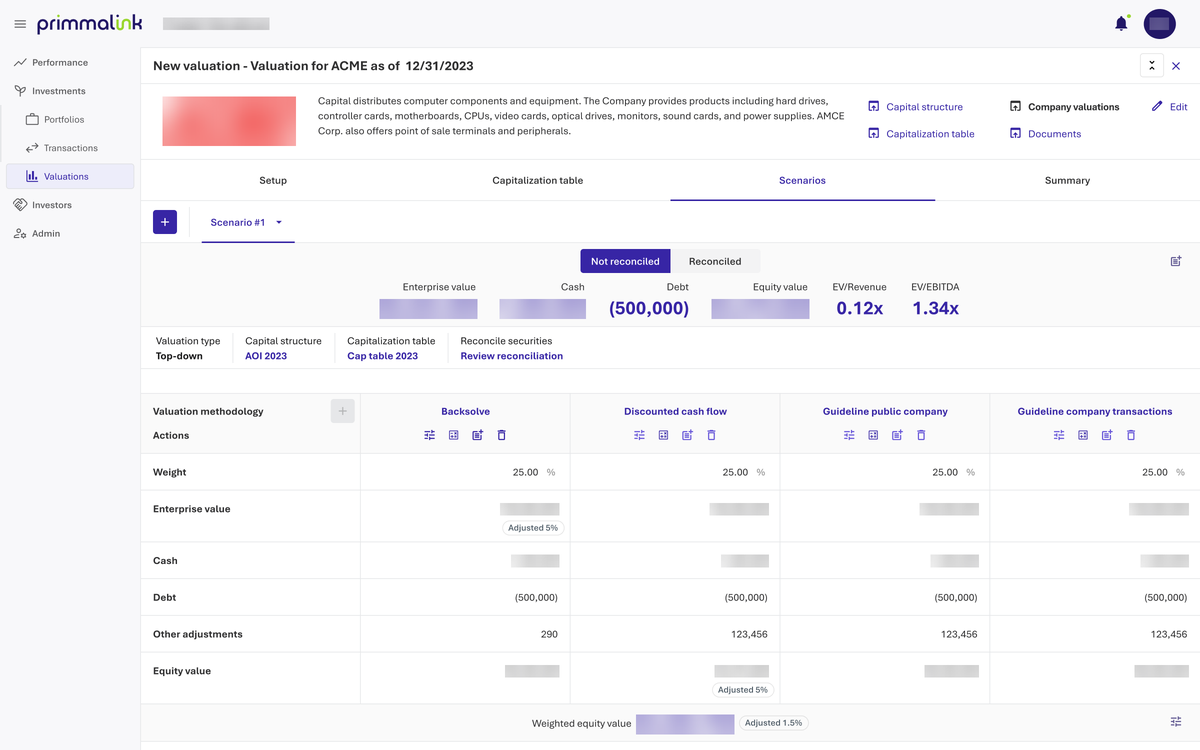 primmalink
Performance
Investments
Portfolios
Transactions
Valuations
Investors
Admin
New valuation - Valuation for ACME as of 12/31/2023
Capital distributes computer components and equipment. The Company provides products including hard drives,
controller cards, motherboards, CPUs, video cards, optical drives, monitors, sound cards, and power supplies. AMCE
Corp. also offers point of sale terminals and peripherals.
Capital structure
Company valuations
Edit
Capitalization table
Documents
Setup
Capitalization table
Scenarios
Summary
+ Scenario #1
Not reconciled
Reconciled
Enterprise value Cash Debt Equity value EV/Revenue EV/EBITDA
(500,000) 0.12x 1.34x
Valuation type Capital structure Capitalization table Reconcile securities
Top-down AOI 2023 Cap table 2023 Review reconciliation
Valuation methodology + Backsolve Discounted cash flow Guideline public company Guideline company transactions
Actions
Weight 25.00 % 25.00 % 25.00 % 25.00 %
Enterprise value
Adjusted 5%
Cash
Debt (500,000) (500,000) (500,000) (500,000)
Other adjustments 290 123,456 123,456 123,456
Equity value
Adjusted 5%
Weighted equity value Adjusted 1.5%